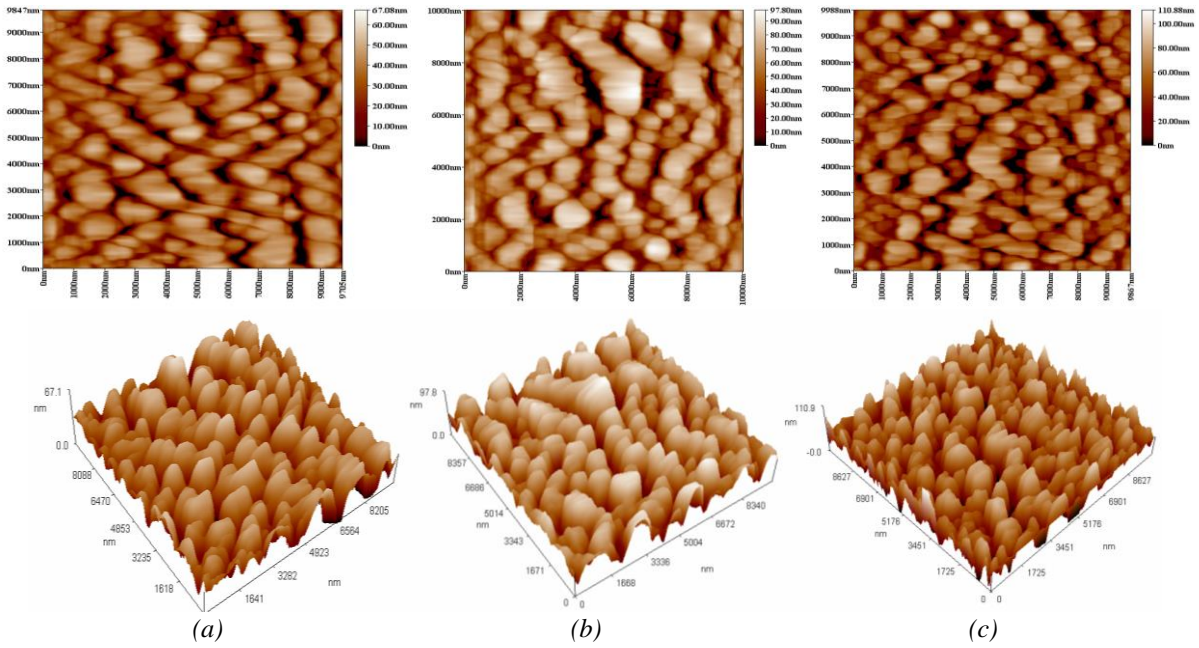 9847nm
9000nm
8000nm
7000nm
6000nm
5000nm
4000nm
3000nm
2000nm
1000nm
0nm
0nm
1000nm
2000nm
3000nm
4000nm
5000nm
6000nm
7000nm
8000nm
9000nm
9705nm
67.08nm
60.00nm
50.00nm
40.00nm
30.00nm
20.00nm
10.00nm
0nm
10000nm
8000nm
6000nm
4000nm
2000nm
0nm
0nm
2000nm
4000nm
6000nm
8000nm
10000nm
97.80nm
90.00nm
80.00nm
70.00nm
60.00nm
50.00nm
40.00nm
30.00nm
20.00nm
10.00nm
0nm
9988nm
9000nm
8000nm
7000nm
6000nm
5000nm
4000nm
3000nm
2000nm
1000nm
0nm
0nm
1000nm
2000nm
3000nm
4000nm
5000nm
6000nm
7000nm
8000nm
9000nm
9867nm
110.88nm
100.00nm
80.00nm
60.00nm
40.00nm
20.00nm
0nm
67.1
nm
0.0
8088
6470
4853
nm
3235
1618
1641
3282
nm
4923
6564
8205
97.8
nm
0.0
8357
6686
5014
nm
3343
1671
0
0
1668
3336
nm
5004
6672
8340
110.9
nm
-0.0
8627
6901
5176
nm
3451
1725
0
0
1725
3451
nm
5176
6901
8627
(a)
(b)
(c)